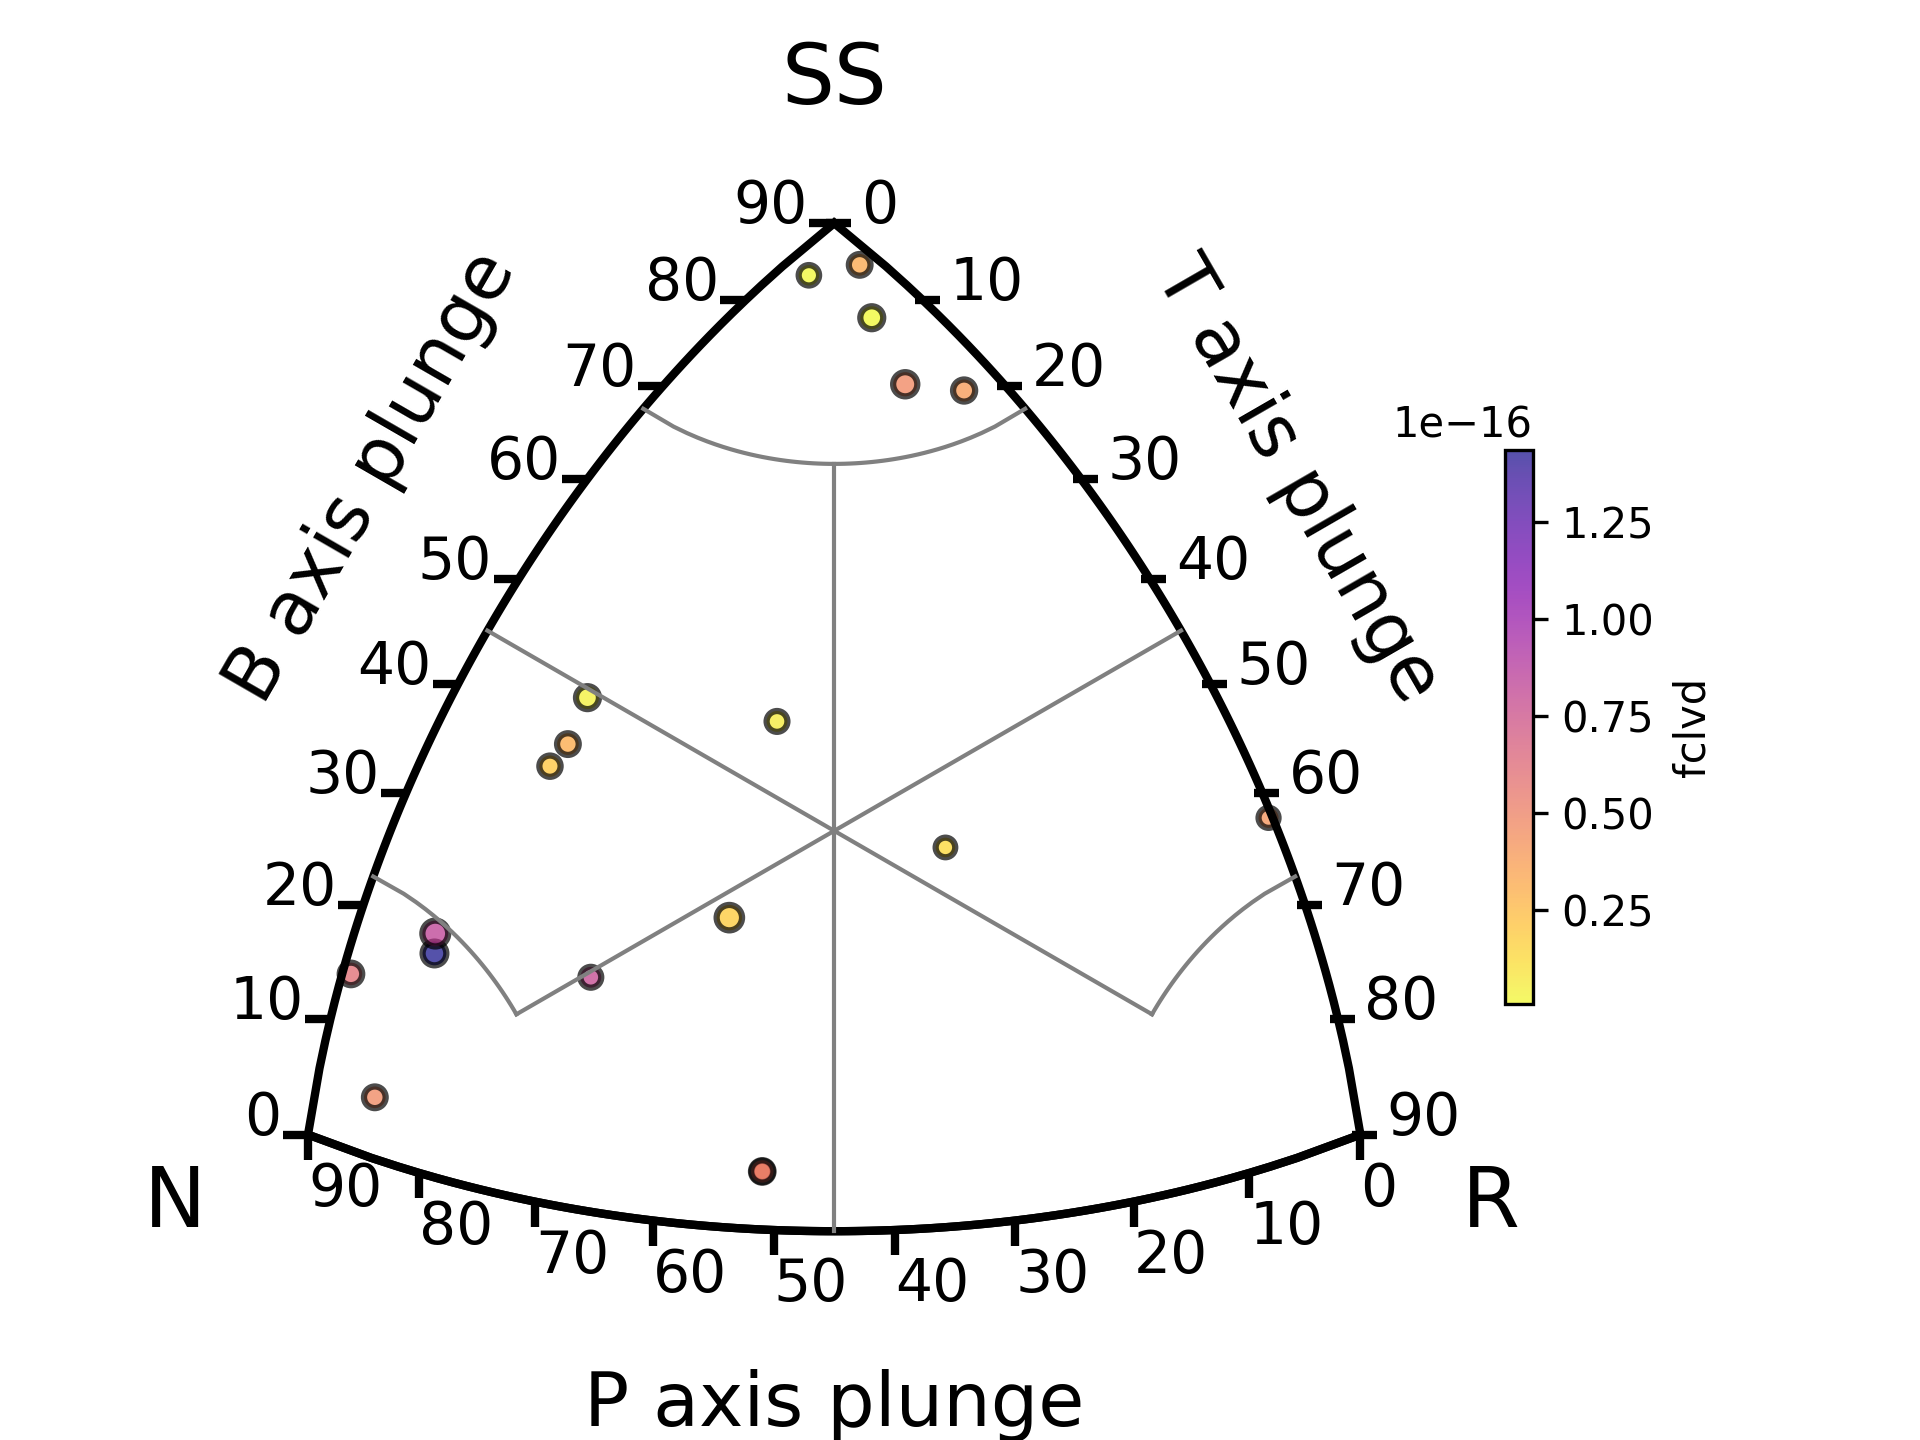 SS
90 0
80 10
70 20
B axis plunge
T axis plunge
60 30
50 40
40 50
30 60
20 70
10 80
0 90
N
R
90 80 70 60 50 40 30 20 10 0
P axis plunge
1e−16
1.25
1.00
0.75
0.50
0.25
fclvd